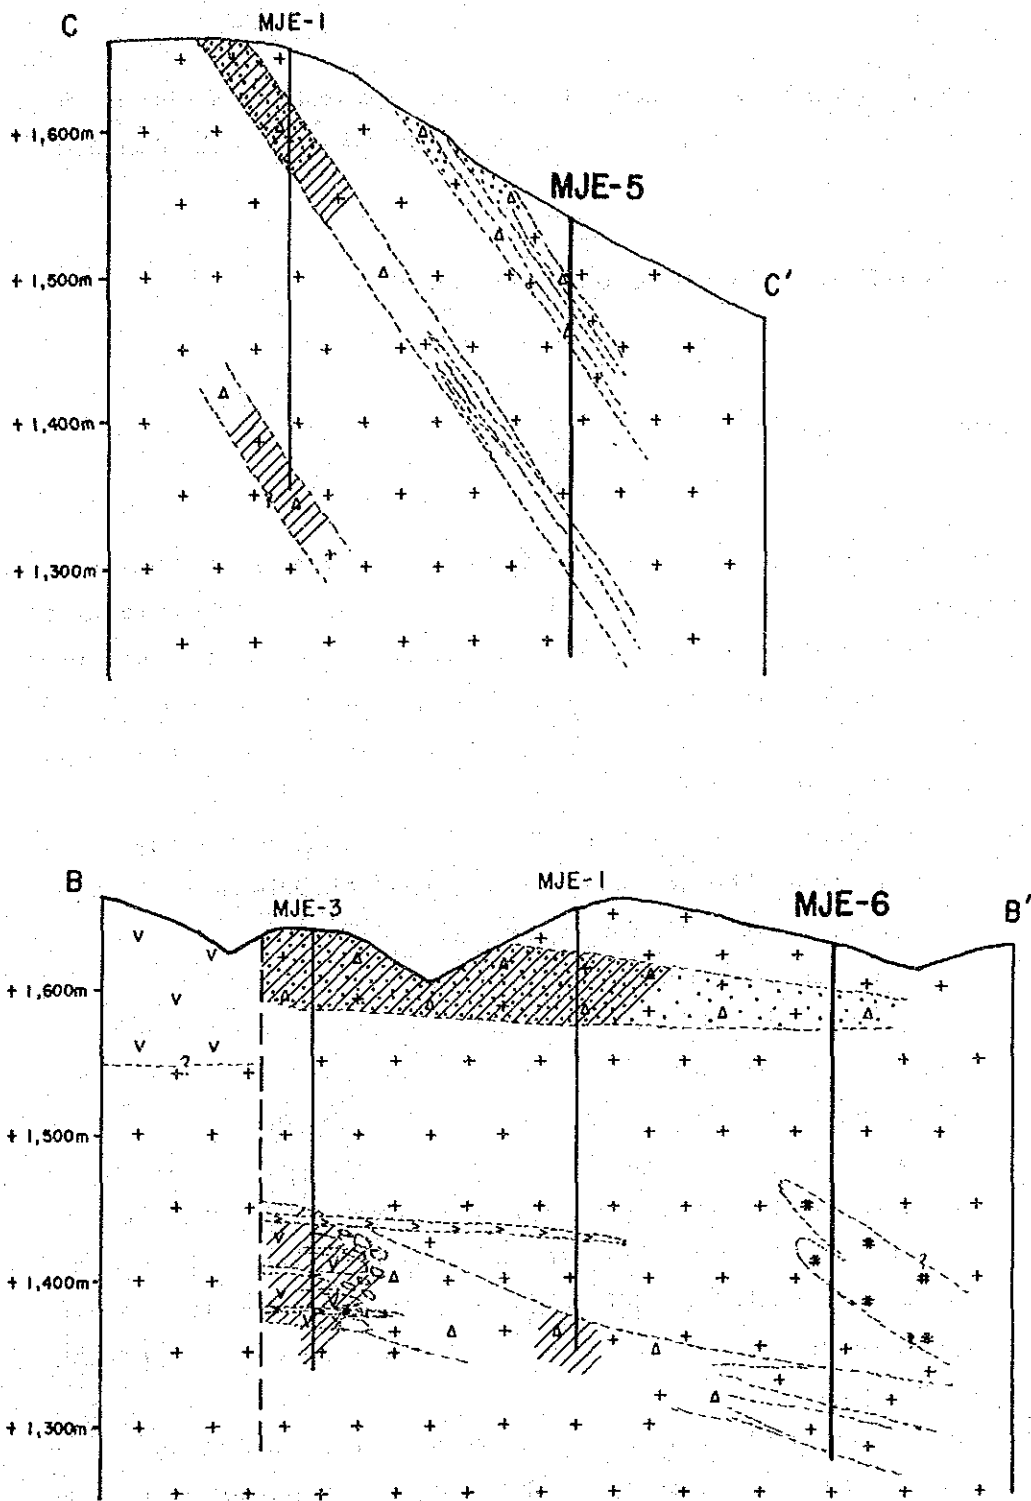 C
MJE-1
+ 1,600m
MJE-5
+ 1,500m
C'
+ 1,400m
?
+ 1,300m
B
MJE-3
MJE-1
MJE-6
B'
+ 1,600m
?
+ 1,500m
?
+ 1,400m
+ 1,300m